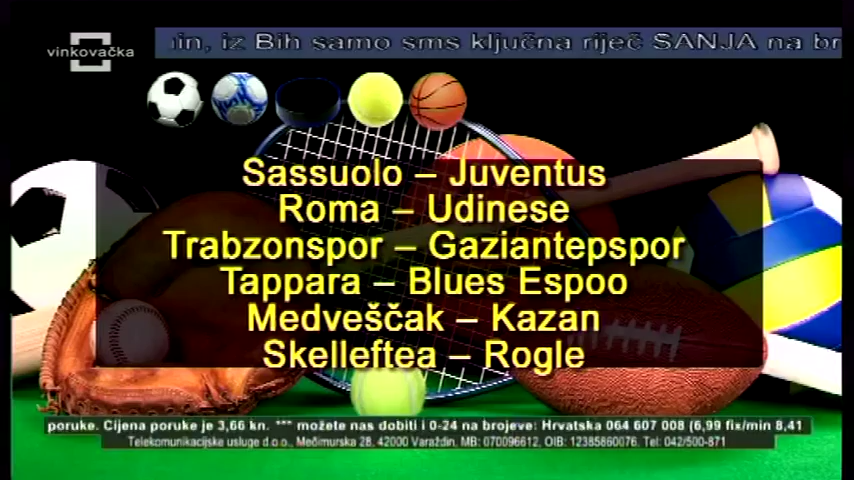 vinkovačka
in, iz Bih samo sms ključna riječ SANJA na br
Sassuolo – Juventus
Roma – Udinese
Trabzonspor – Gaziantepspor
Tappara – Blues Espoo
Medveščak – Kazan
Skelleftea – Rogle
poruke. Cijena poruke je 3,66 kn. *** možete nas dobiti i 0-24 na brojeve: Hrvatska 064 607 008 (6,99 fix/min 8,41
Telekomunikacijske usluge d.o.o., Mečimurska 28, 42000 Varaždin, MB: 070096612, OIB: 12385860076. Tel: 042/500-871